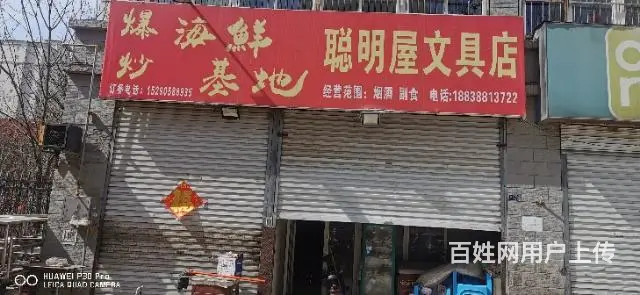 爆海鲜
炒基地
订餐电话：15290588935
聪明屋文具店
经营范围：烟酒 副食 电话：18838813722
百姓网用户上传
HUAWEI P30 Pro
LEICA QUAD CAMERA